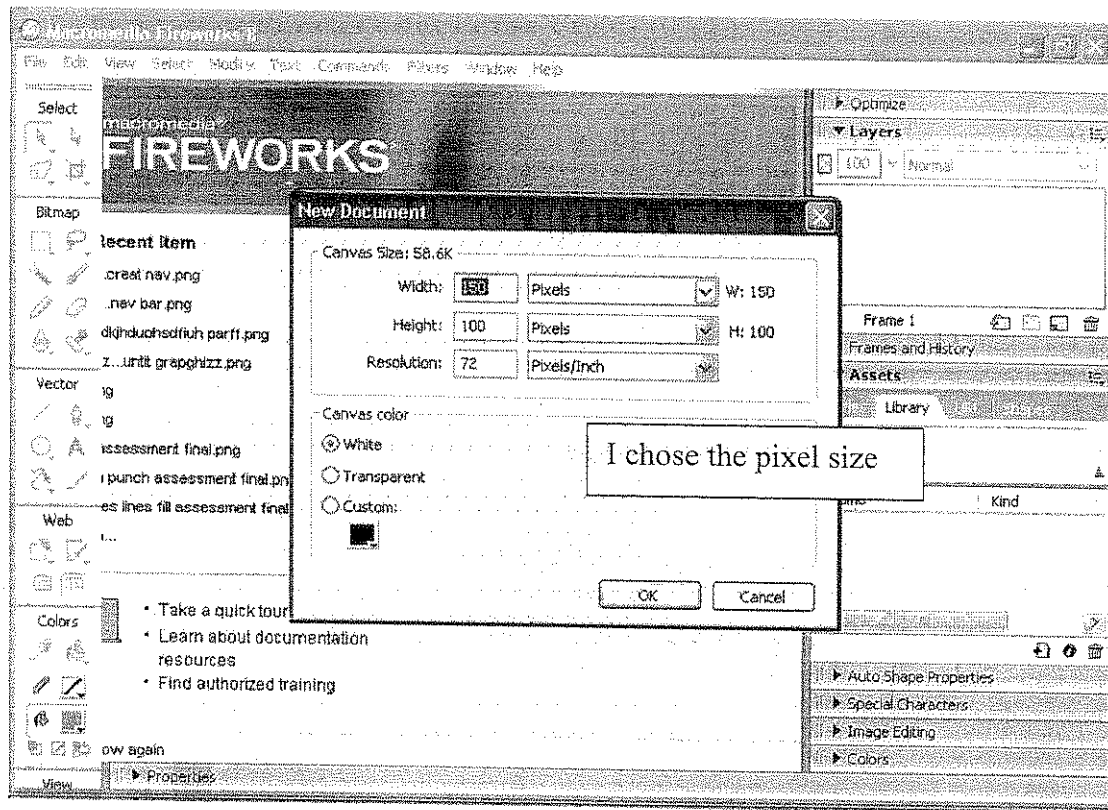 Macromedia Fireworks 8
File Edit View Select Modify Text Commands Filters Window Help
Select
macromedia
FIREWORKS
Bitmap
Recent Item
..creat nav.png
...nav bar.png
dkjhduohsdfiuh parff.png
z...untit grapghizz.png
Vector
ng
ng
assessment final.png
punch assessment final.pn
es lines fill assessment final
Web
Colors
• Take a quick tour
• Learn about documentation
resources
• Find authorized training
ow again
View
Properties
New Document
Canvas Size: 58.6K
Width: 150 Pixels W: 150
Height: 100 Pixels H: 100
Resolution: 72 Pixels/Inch
Canvas color
White
Transparent
Custom:
OK Cancel
I chose the pixel size
Optimize
Layers
100 Normal
Frame 1
Frames and History
Assets
Library
Kind
Auto Shape Properties
Special Characters
Image Editing
Colors